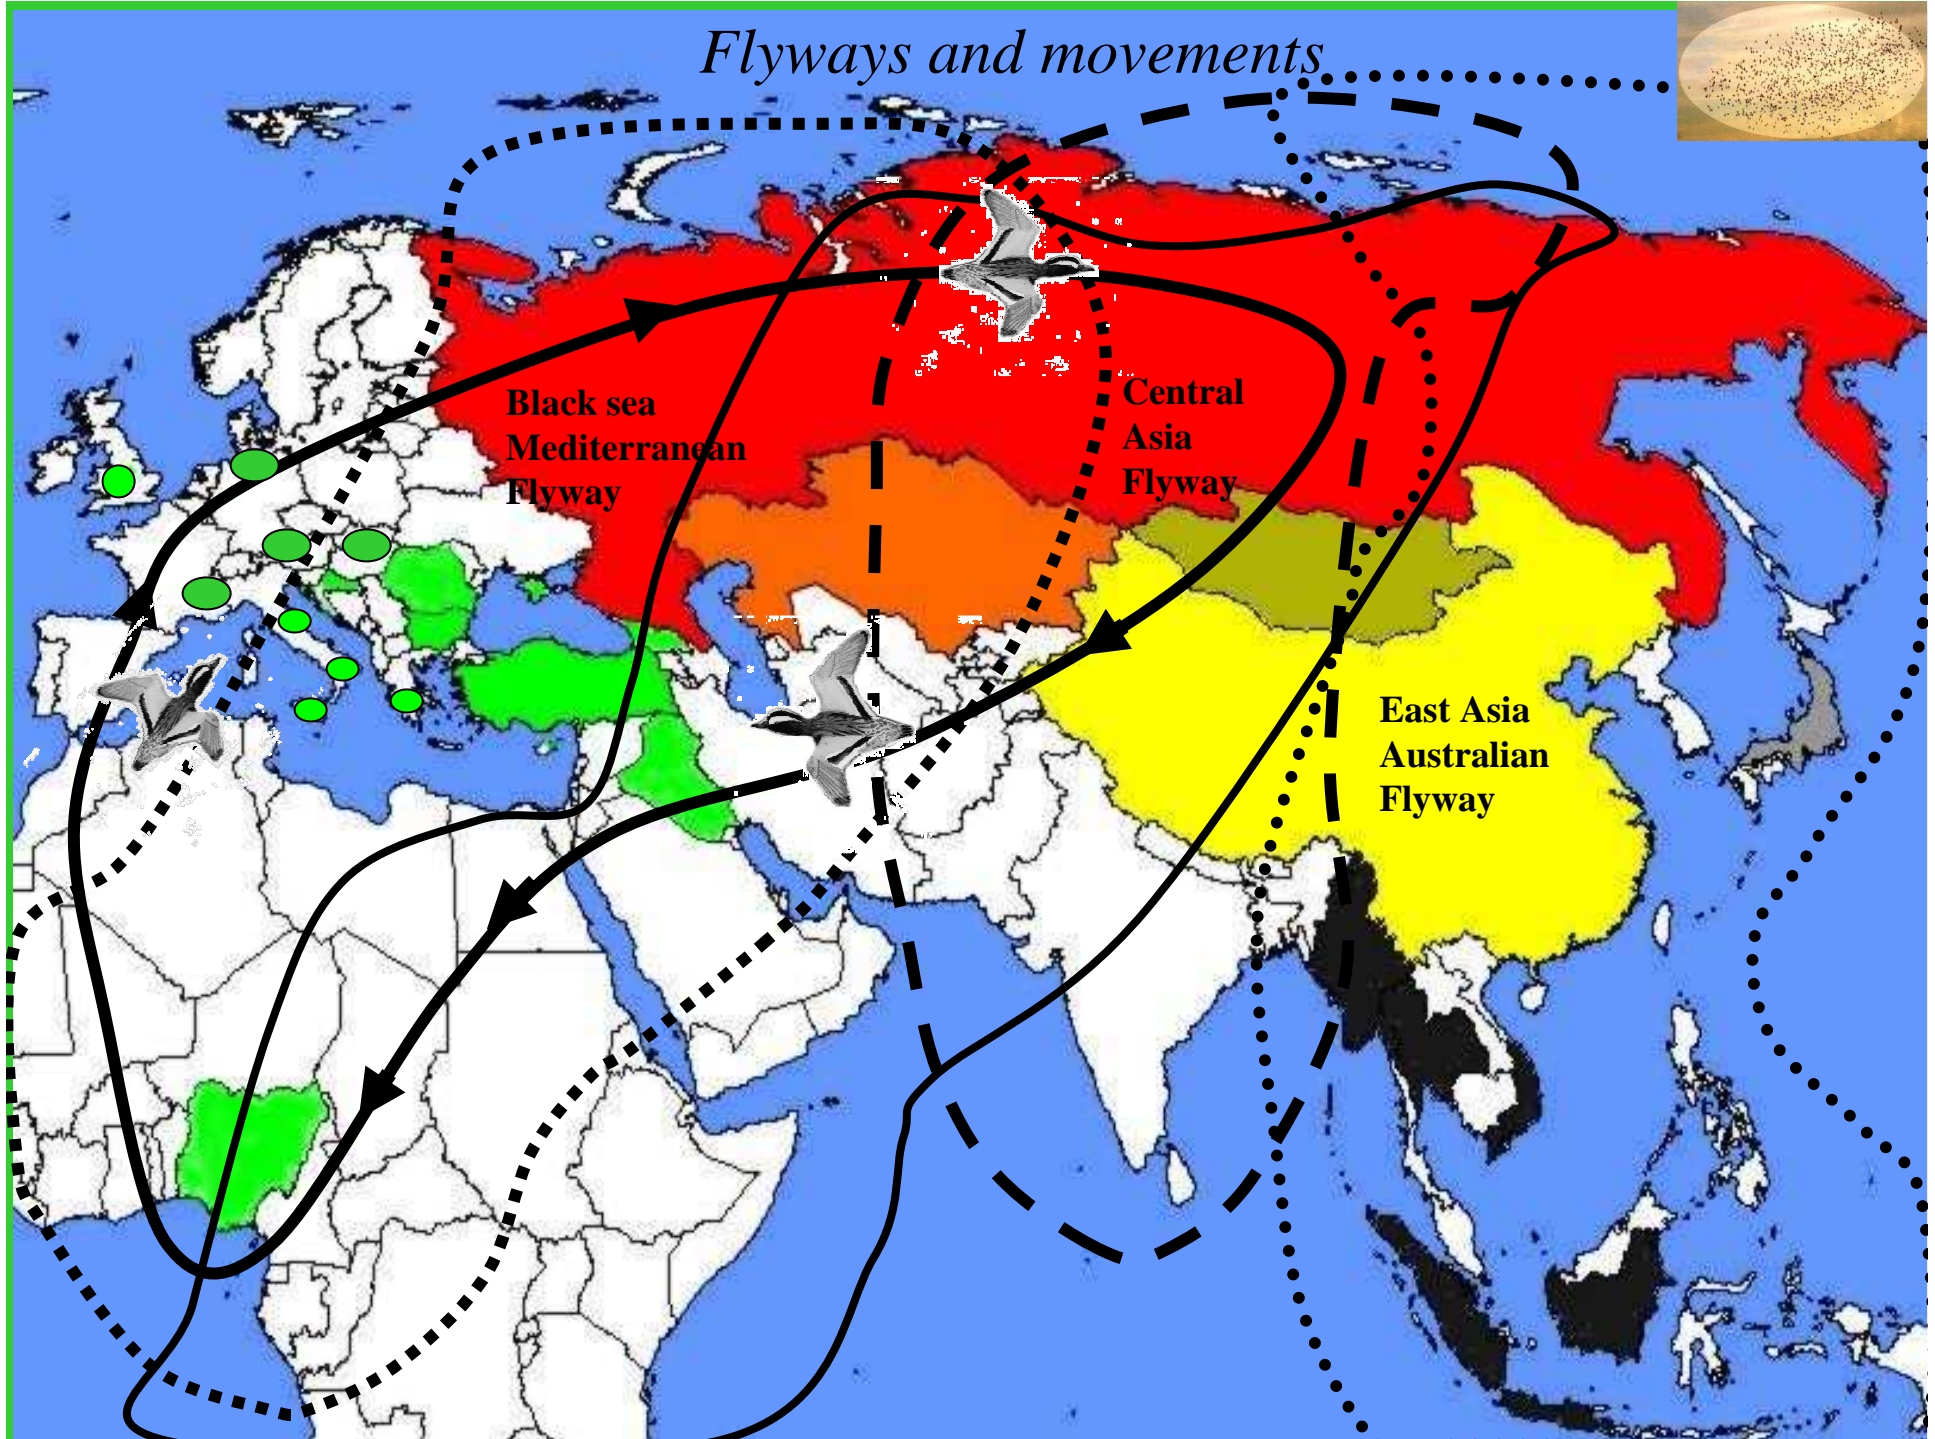 Flyways and movements
Black sea
Mediterranean
Flyway
Central
Asia
Flyway
East Asia
Australian
Flyway